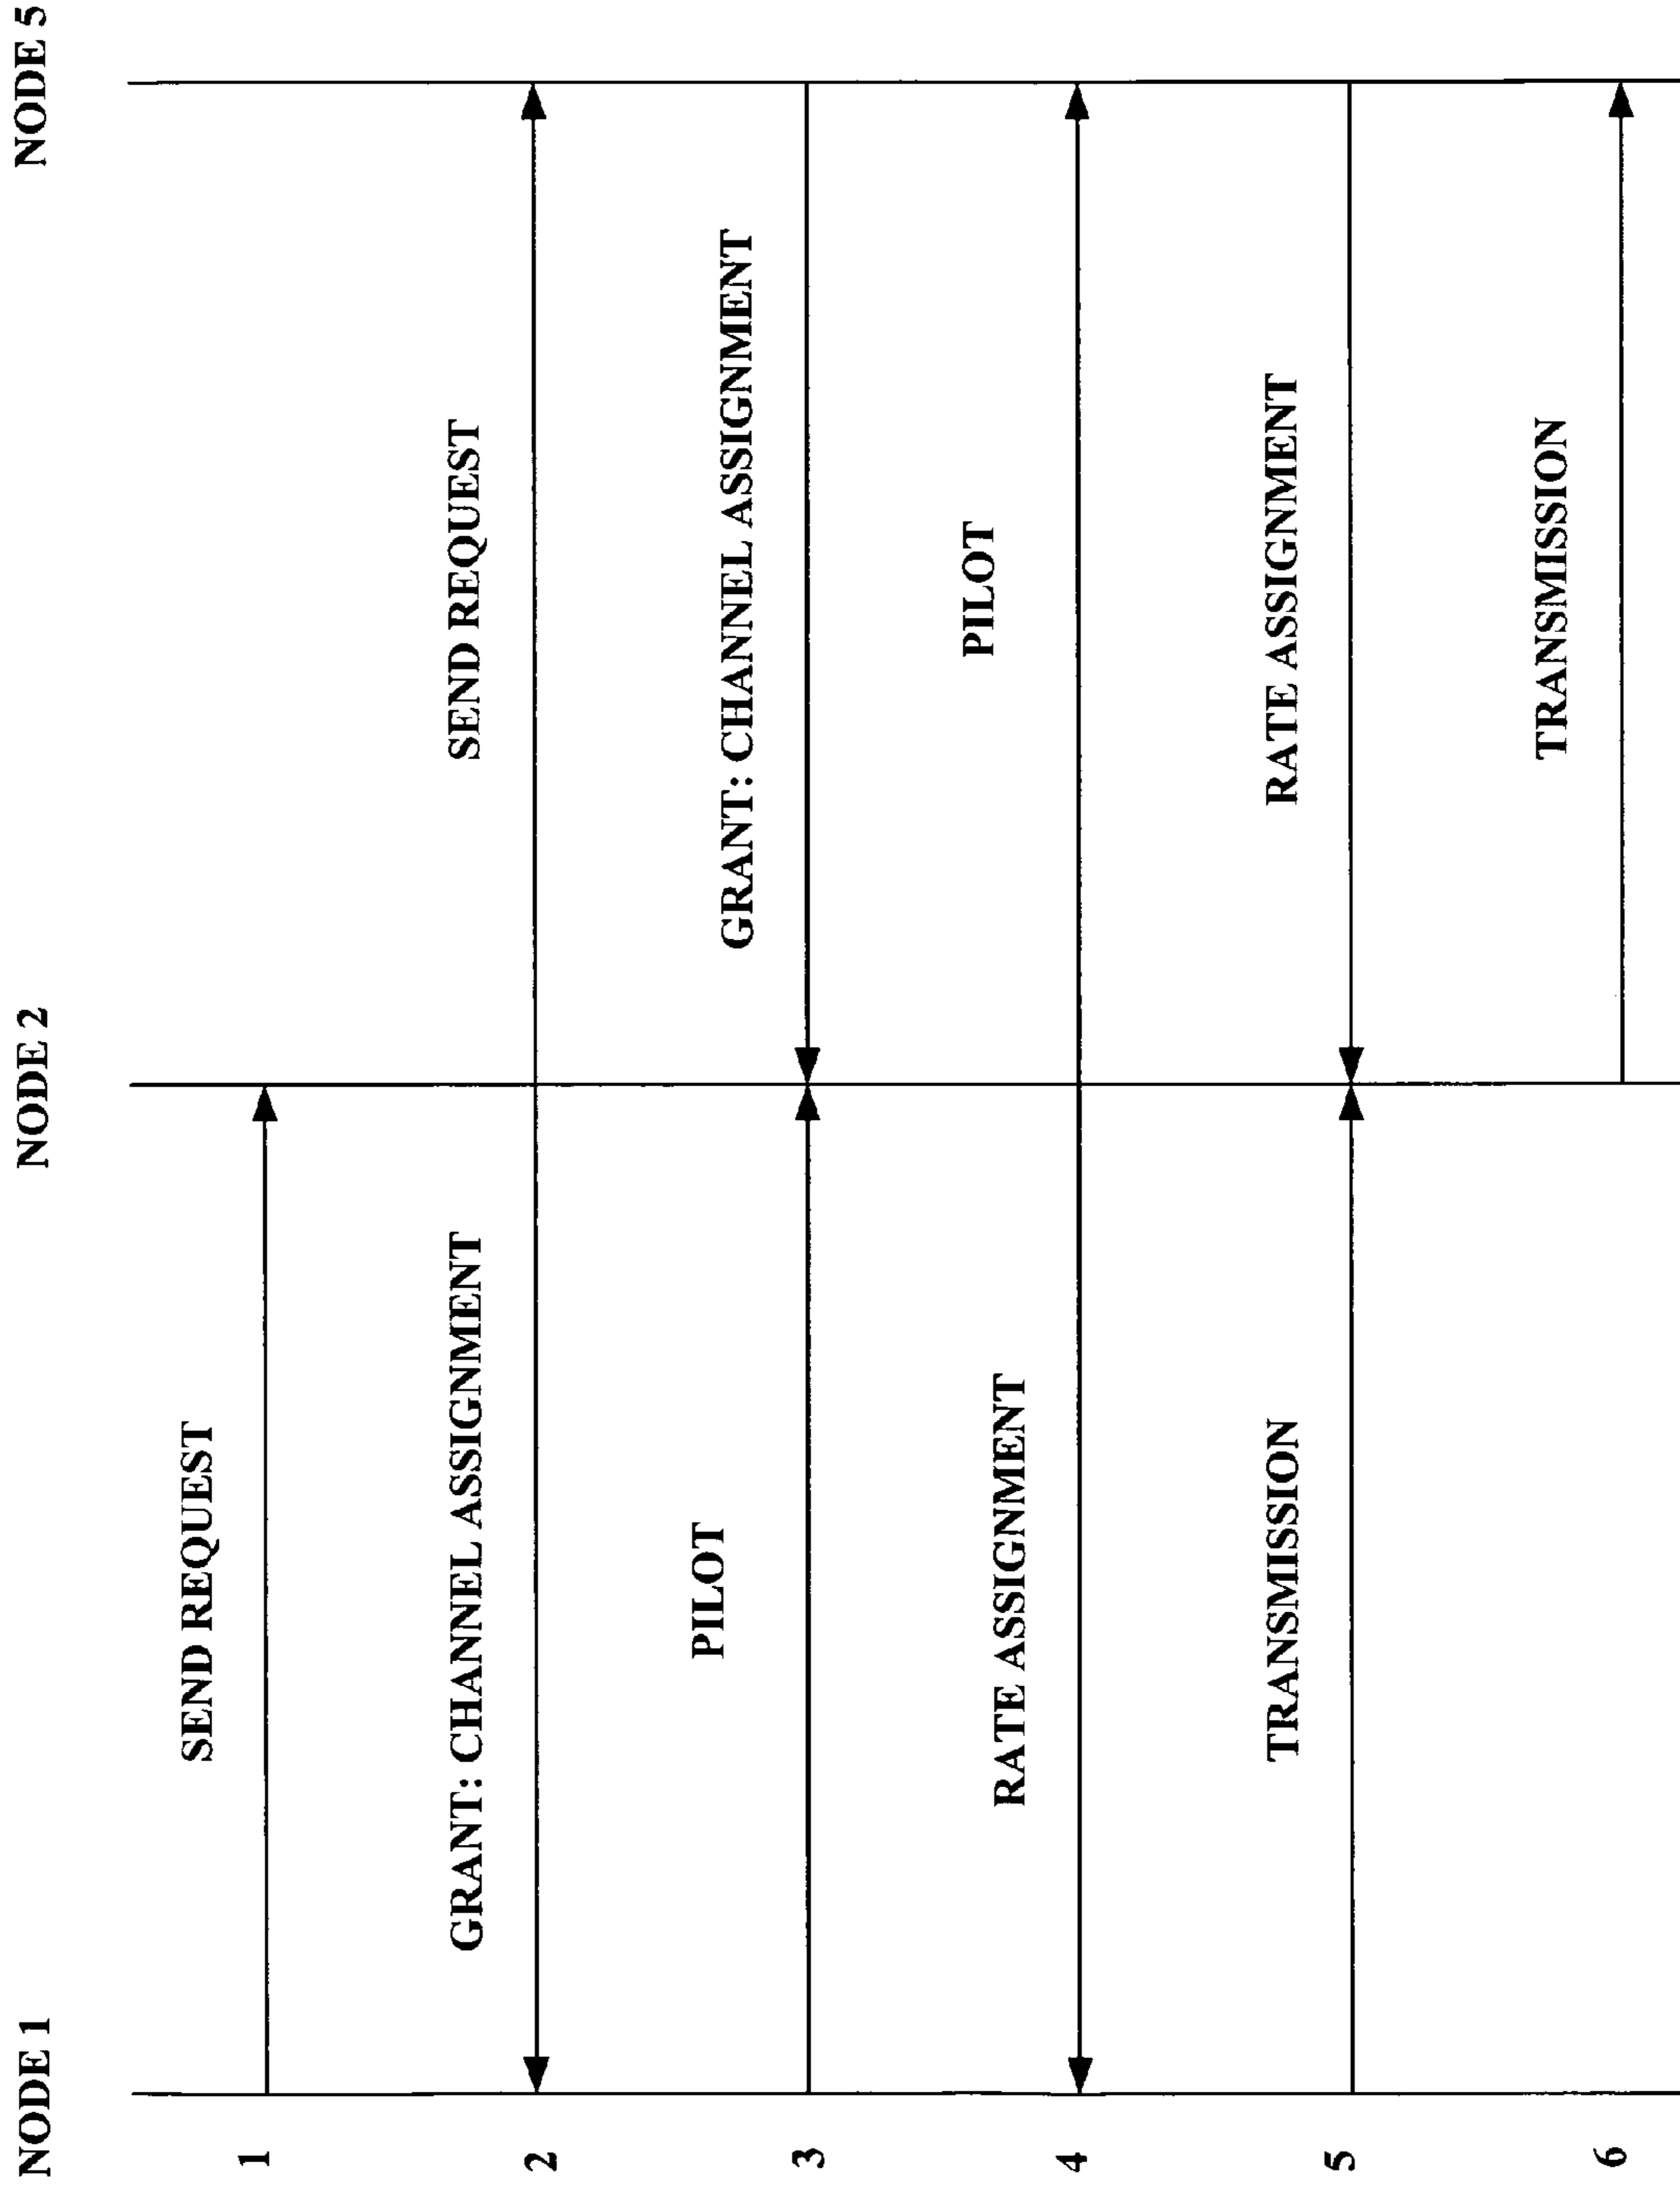 NODE 1
NODE 2
NODE 5
1
SEND REQUEST
2
GRANT: CHANNEL ASSIGNMENT
SEND REQUEST
3
PILOT
GRANT: CHANNEL ASSIGNMENT
4
RATE ASSIGNMENT
PILOT
5
TRANSMISSION
RATE ASSIGNMENT
6
TRANSMISSION